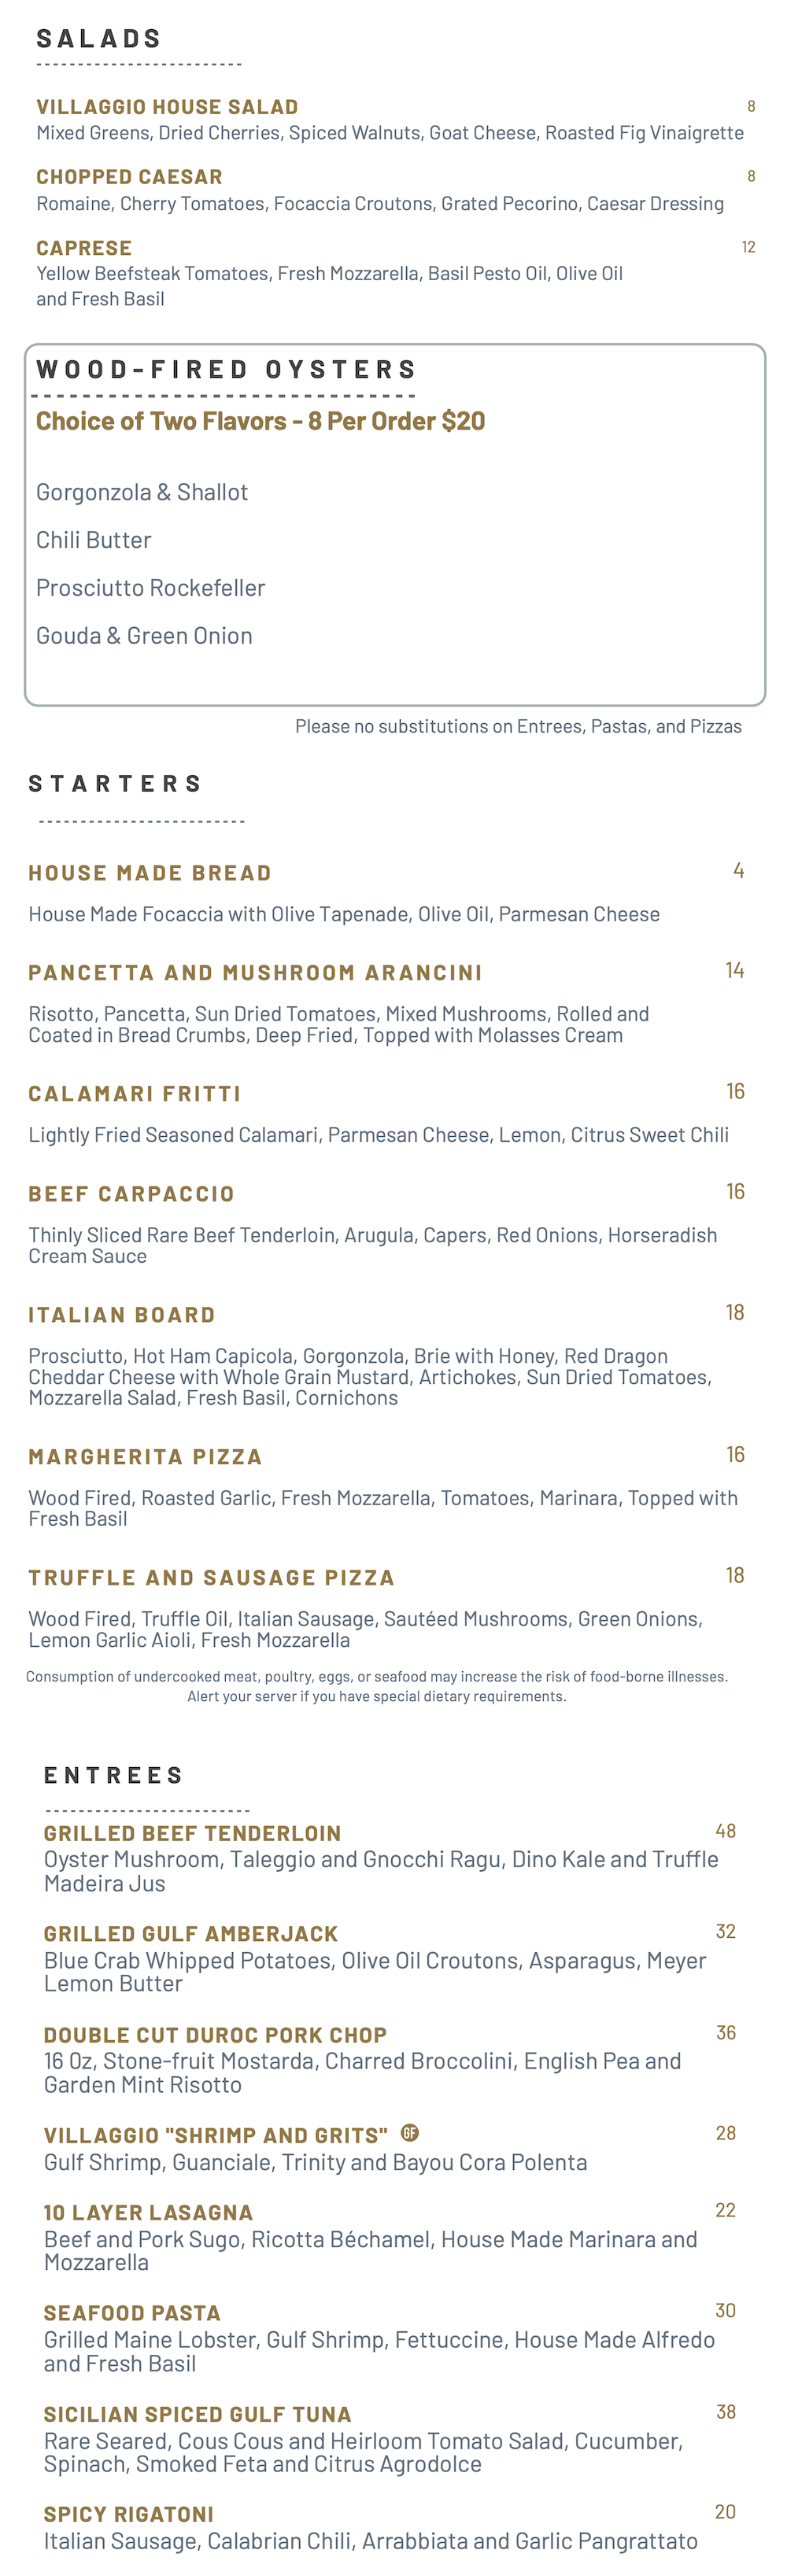 SALADS
VILLAGGIO HOUSE SALAD 8
Mixed Greens, Dried Cherries, Spiced Walnuts, Goat Cheese, Roasted Fig Vinaigrette
CHOPPED CAESAR 8
Romaine, Cherry Tomatoes, Focaccia Croutons, Grated Pecorino, Caesar Dressing
CAPRESE 12
Yellow Beefsteak Tomatoes, Fresh Mozzarella, Basil Pesto Oil, Olive Oil
and Fresh Basil
WOOD-FIRED OYSTERS
Choice of Two Flavors - 8 Per Order $20
Gorgonzola & Shallot
Chili Butter
Prosciutto Rockefeller
Gouda & Green Onion
Please no substitutions on Entrees, Pastas, and Pizzas
STARTERS
HOUSE MADE BREAD 4
House Made Focaccia with Olive Tapenade, Olive Oil, Parmesan Cheese
PANCETTA AND MUSHROOM ARANCINI 14
Risotto, Pancetta, Sun Dried Tomatoes, Mixed Mushrooms, Rolled and
Coated in Bread Crumbs, Deep Fried, Topped with Molasses Cream
CALAMARI FRITTI 16
Lightly Fried Seasoned Calamari, Parmesan Cheese, Lemon, Citrus Sweet Chili
BEEF CARPACCIO 16
Thinly Sliced Rare Beef Tenderloin, Arugula, Capers, Red Onions, Horseradish
Cream Sauce
ITALIAN BOARD 18
Prosciutto, Hot Ham Capicola, Gorgonzola, Brie with Honey, Red Dragon
Cheddar Cheese with Whole Grain Mustard, Artichokes, Sun Dried Tomatoes,
Mozzarella Salad, Fresh Basil, Cornichons
MARGHERITA PIZZA 16
Wood Fired, Roasted Garlic, Fresh Mozzarella, Tomatoes, Marinara, Topped with
Fresh Basil
TRUFFLE AND SAUSAGE PIZZA 18
Wood Fired, Truffle Oil, Italian Sausage, Sautéed Mushrooms, Green Onions,
Lemon Garlic Aioli, Fresh Mozzarella
Consumption of undercooked meat, poultry, eggs, or seafood may increase the risk of food-borne illnesses.
Alert your server if you have special dietary requirements.
ENTREES
GRILLED BEEF TENDERLOIN 48
Oyster Mushroom, Taleggio and Gnocchi Ragu, Dino Kale and Truffle
Madeira Jus
GRILLED GULF AMBERJACK 32
Blue Crab Whipped Potatoes, Olive Oil Croutons, Asparagus, Meyer
Lemon Butter
DOUBLE CUT DUROC PORK CHOP 36
16 Oz, Stone-fruit Mostarda, Charred Broccolini, English Pea and
Garden Mint Risotto
VILLAGGIO "SHRIMP AND GRITS" GF 28
Gulf Shrimp, Guanciale, Trinity and Bayou Cora Polenta
10 LAYER LASAGNA 22
Beef and Pork Sugo, Ricotta Béchamel, House Made Marinara and
Mozzarella
SEAFOOD PASTA 30
Grilled Maine Lobster, Gulf Shrimp, Fettuccine, House Made Alfredo
and Fresh Basil
SICILIAN SPICED GULF TUNA 38
Rare Seared, Cous Cous and Heirloom Tomato Salad, Cucumber,
Spinach, Smoked Feta and Citrus Agrodolce
SPICY RIGATONI 20
Italian Sausage, Calabrian Chili, Arrabbiata and Garlic Pangrattato